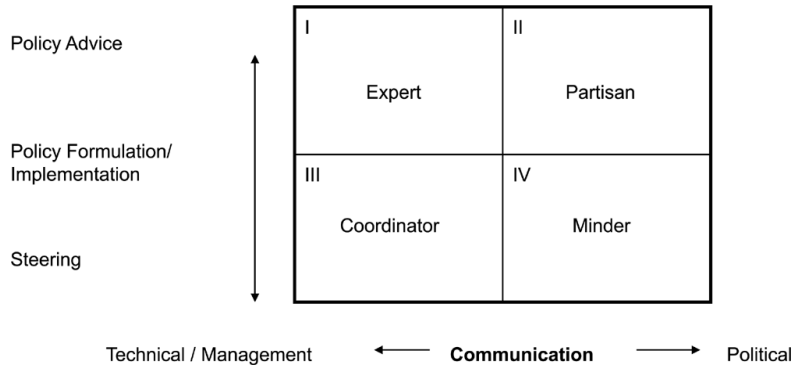 Policy Advice
I
II
Expert
Partisan
Policy Formulation/
Implementation
III
IV
Coordinator
Minder
Steering
Technical / Management
Communication
Political